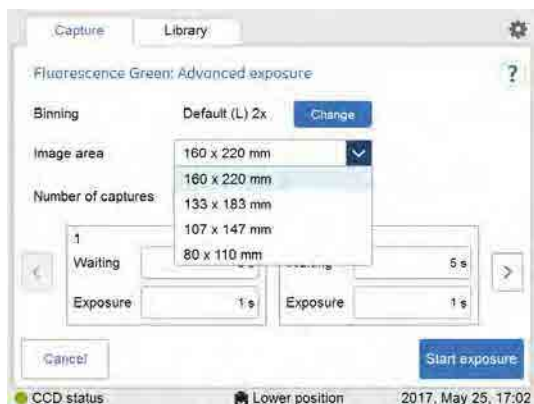 Capture Library
Fluorescence Green: Advanced exposure ?
Binning Default (L) 2x Change
Image area 160 x 220 mm
160 x 220 mm
Number of captures 133 x 183 mm
107 x 147 mm
1
80 x 110 mm
Waiting 5 s
Exposure 1 s Exposure 1 s
Cancel Start exposure
CCD status Lower position 2017, May 25, 17:02